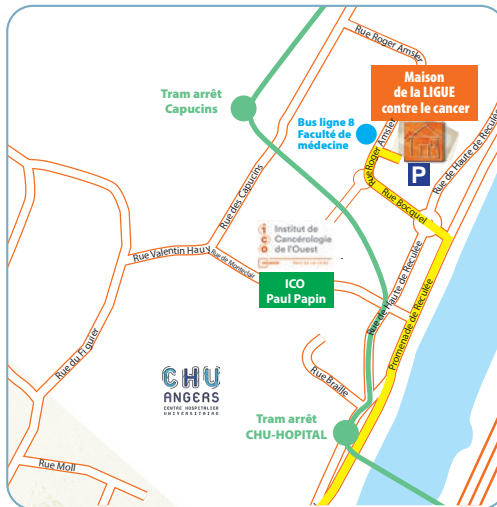 Rue Roger Amsler
Tram arrêt
Capucins
Maison
de la LIGUE
contre le cancer
Bus ligne 8
Faculté de
médecine
Rue Roger Amsler
P
Rue de Haute de Reculée
Rue des Capucins
Rue Rocquel
i
c
o
Institut de
Cancérologie
de l'Ouest
Rue Valentin Hauy
Rue de Monteclair
ICO
Paul Papin
Rue de Haute de Reculée
Promenade de Reculée
Rue du Figuier
Rue Braille
CHU
ANGERS
CENTRE HOSPITALIER
UNIVERSITAIRE
Tram arrêt
CHU-HOPITAL
Rue Moll